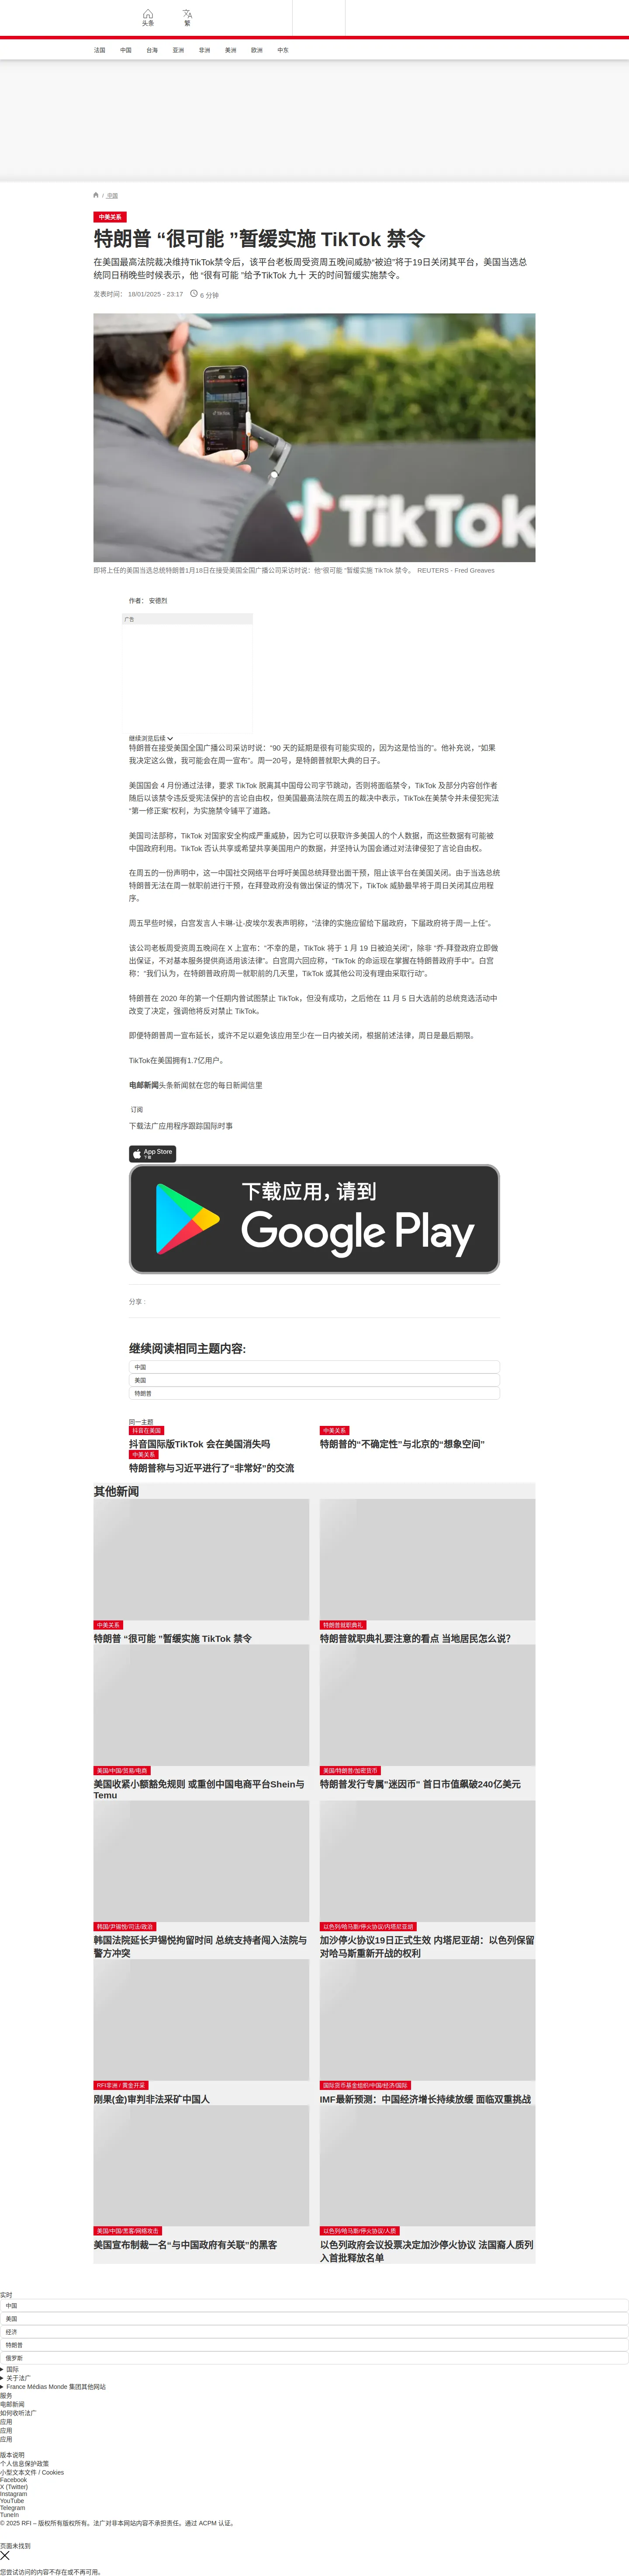 头条
繁
法国 中国 台海 亚洲 非洲 美洲 欧洲 中东
/ 中国
中美关系
特朗普 “很可能 ”暂缓实施 TikTok 禁令
在美国最高法院裁决维持TikTok禁令后，该平台老板周受资周五晚间威胁“被迫”将于19日关闭其平台，美国当选总
统同日稍晚些时候表示，他 “很有可能 ”给予TikTok 九十 天的时间暂缓实施禁令。
发表时间： 18/01/2025 - 23:17 6 分钟
TikTok
TikTok
即将上任的美国当选总统特朗普1月18日在接受美国全国广播公司采访时说：他“很可能 ”暂缓实施 TikTok 禁令。 REUTERS - Fred Greaves
作者： 安德烈
广告
继续浏览后续
特朗普在接受美国全国广播公司采访时说：“90 天的延期是很有可能实现的，因为这是恰当的”。他补充说，“如果
我决定这么做，我可能会在周一宣布”。周一20号，是特朗普就职大典的日子。
美国国会 4 月份通过法律，要求 TikTok 脱离其中国母公司字节跳动，否则将面临禁令，TikTok 及部分内容创作者
随后以该禁令违反受宪法保护的言论自由权，但美国最高法院在周五的裁决中表示，TikTok在美禁令并未侵犯宪法
“第一修正案”权利，为实施禁令铺平了道路。
美国司法部称，TikTok 对国家安全构成严重威胁，因为它可以获取许多美国人的个人数据，而这些数据有可能被
中国政府利用。TikTok 否认共享或希望共享美国用户的数据，并坚持认为国会通过对法律侵犯了言论自由权。
在周五的一份声明中，这一中国社交网络平台呼吁美国总统拜登出面干预，阻止该平台在美国关闭。由于当选总统
特朗普无法在周一就职前进行干预，在拜登政府没有做出保证的情况下，TikTok 威胁最早将于周日关闭其应用程
序。
周五早些时候，白宫发言人卡琳-让-皮埃尔发表声明称，“法律的实施应留给下届政府，下届政府将于周一上任”。
该公司老板周受资周五晚间在 X 上宣布：“不幸的是，TikTok 将于 1 月 19 日被迫关闭”，除非 “乔-拜登政府立即做
出保证，不对基本服务提供商适用该法律”。白宫周六回应称，“TikTok 的命运现在掌握在特朗普政府手中”。白宫
称：“我们认为，在特朗普政府周一就职前的几天里，TikTok 或其他公司没有理由采取行动”。
特朗普在 2020 年的第一个任期内曾试图禁止 TikTok，但没有成功，之后他在 11 月 5 日大选前的总统竞选活动中
改变了决定，强调他将反对禁止 TikTok。
即便特朗普周一宣布延长，或许不足以避免该应用至少在一日内被关闭，根据前述法律，周日是最后期限。
TikTok在美国拥有1.7亿用户。
电邮新闻头条新闻就在您的每日新闻信里
订阅
下载法广应用程序跟踪国际时事
App Store
下载
下载应用，请到
Google Play
分享 :
继续阅读相同主题内容:
中国
美国
特朗普
同一主题
抖音在美国
抖音国际版TikTok 会在美国消失吗
中美关系
特朗普的“不确定性”与北京的“想象空间”
中美关系
特朗普称与习近平进行了“非常好”的交流
其他新闻
中美关系
特朗普 “很可能 ”暂缓实施 TikTok 禁令
特朗普就职典礼
特朗普就职典礼要注意的看点 当地居民怎么说？
美国/中国/贸易/电商
美国收紧小额豁免规则 或重创中国电商平台Shein与
Temu
美国/特朗普/加密货币
特朗普发行专属"迷因币" 首日市值飙破240亿美元
韩国/尹锡悦/司法/政治
韩国法院延长尹锡悦拘留时间 总统支持者闯入法院与
警方冲突
以色列/哈马斯/停火协议/内塔尼亚胡
加沙停火协议19日正式生效 内塔尼亚胡：以色列保留
对哈马斯重新开战的权利
RFI非洲 / 黄金开采
刚果(金)审判非法采矿中国人
国际货币基金组织/中国/经济/国际
IMF最新预测：中国经济增长持续放缓 面临双重挑战
美国/中国/黑客/网络攻击
美国宣布制裁一名“与中国政府有关联”的黑客
以色列/哈马斯/停火协议/人质
以色列政府会议投票决定加沙停火协议 法国裔人质列
入首批释放名单
实时
中国
美国
经济
特朗普
俄罗斯
国际
关于法广
France Médias Monde 集团其他网站
服务
电邮新闻
如何收听法广
应用
应用
应用
版本说明
个人信息保护政策
小型文本文件 / Cookies
Facebook
X (Twitter)
Instagram
YouTube
Telegram
TuneIn
© 2025 RFI – 版权所有版权所有。法广对非本网站内容不承担责任。通过 ACPM 认证。
页面未找到
您尝试访问的内容不存在或不再可用。